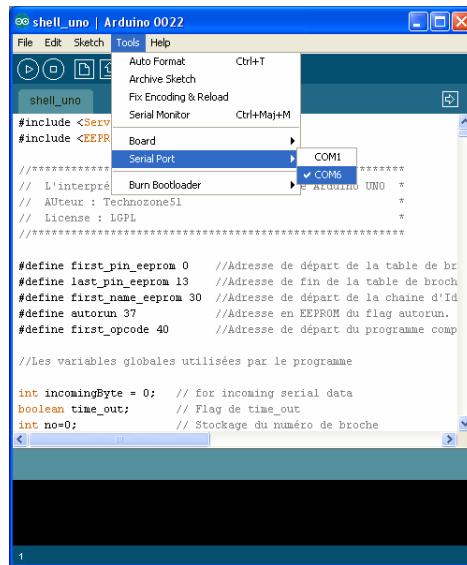 shell_uno | Arduino 0022
File Edit Sketch Tools Help
Auto Format Ctrl+T
Archive Sketch
Fix Encoding & Reload
Serial Monitor Ctrl+Maj+M
Board
Serial Port
Burn Bootloader
COM1
COM6
shell_uno
#include <Serv
#include <EEPR
//****************************
// L'interpré e Arduino UNO *
// AUteur : Technozone51 *
// License : LGPL *
//*******************************************************
#define first_pin_eeprom 0 //Adresse de départ de la table de br
#define last_pin_eeprom 13 //Adresse de fin de la table de broch
#define first_name_eeprom 30 //Adresse de départ de la chaine d'Id
#define autorun 37 //Adresse en EEPROM du flag autorun.
#define first_opcode 40 //Adresse de départ du programme comp
//Les variables globales utilisées par le programme
int incomingByte = 0; // for incoming serial data
boolean time_out; // Flag de time_out
int no=0; // Stockage du numéro de broche
1